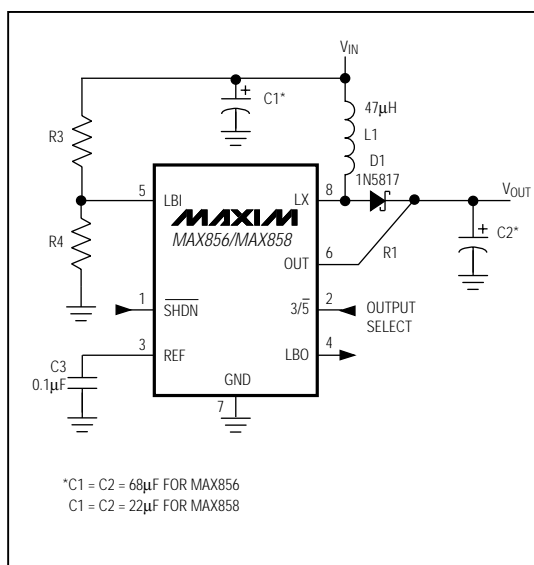 VIN
C1*
47µH
L1
R3
D1
1N5817
5
LBI
LX
8
VOUT
MAXIM
MAX856/MAX858
R4
C2*
OUT
6
R1
1
SHDN
3/5
2
OUTPUT
SELECT
3
REF
LBO
4
C3
0.1µF
GND
7
*C1 = C2 = 68µF FOR MAX856
C1 = C2 = 22µF FOR MAX858